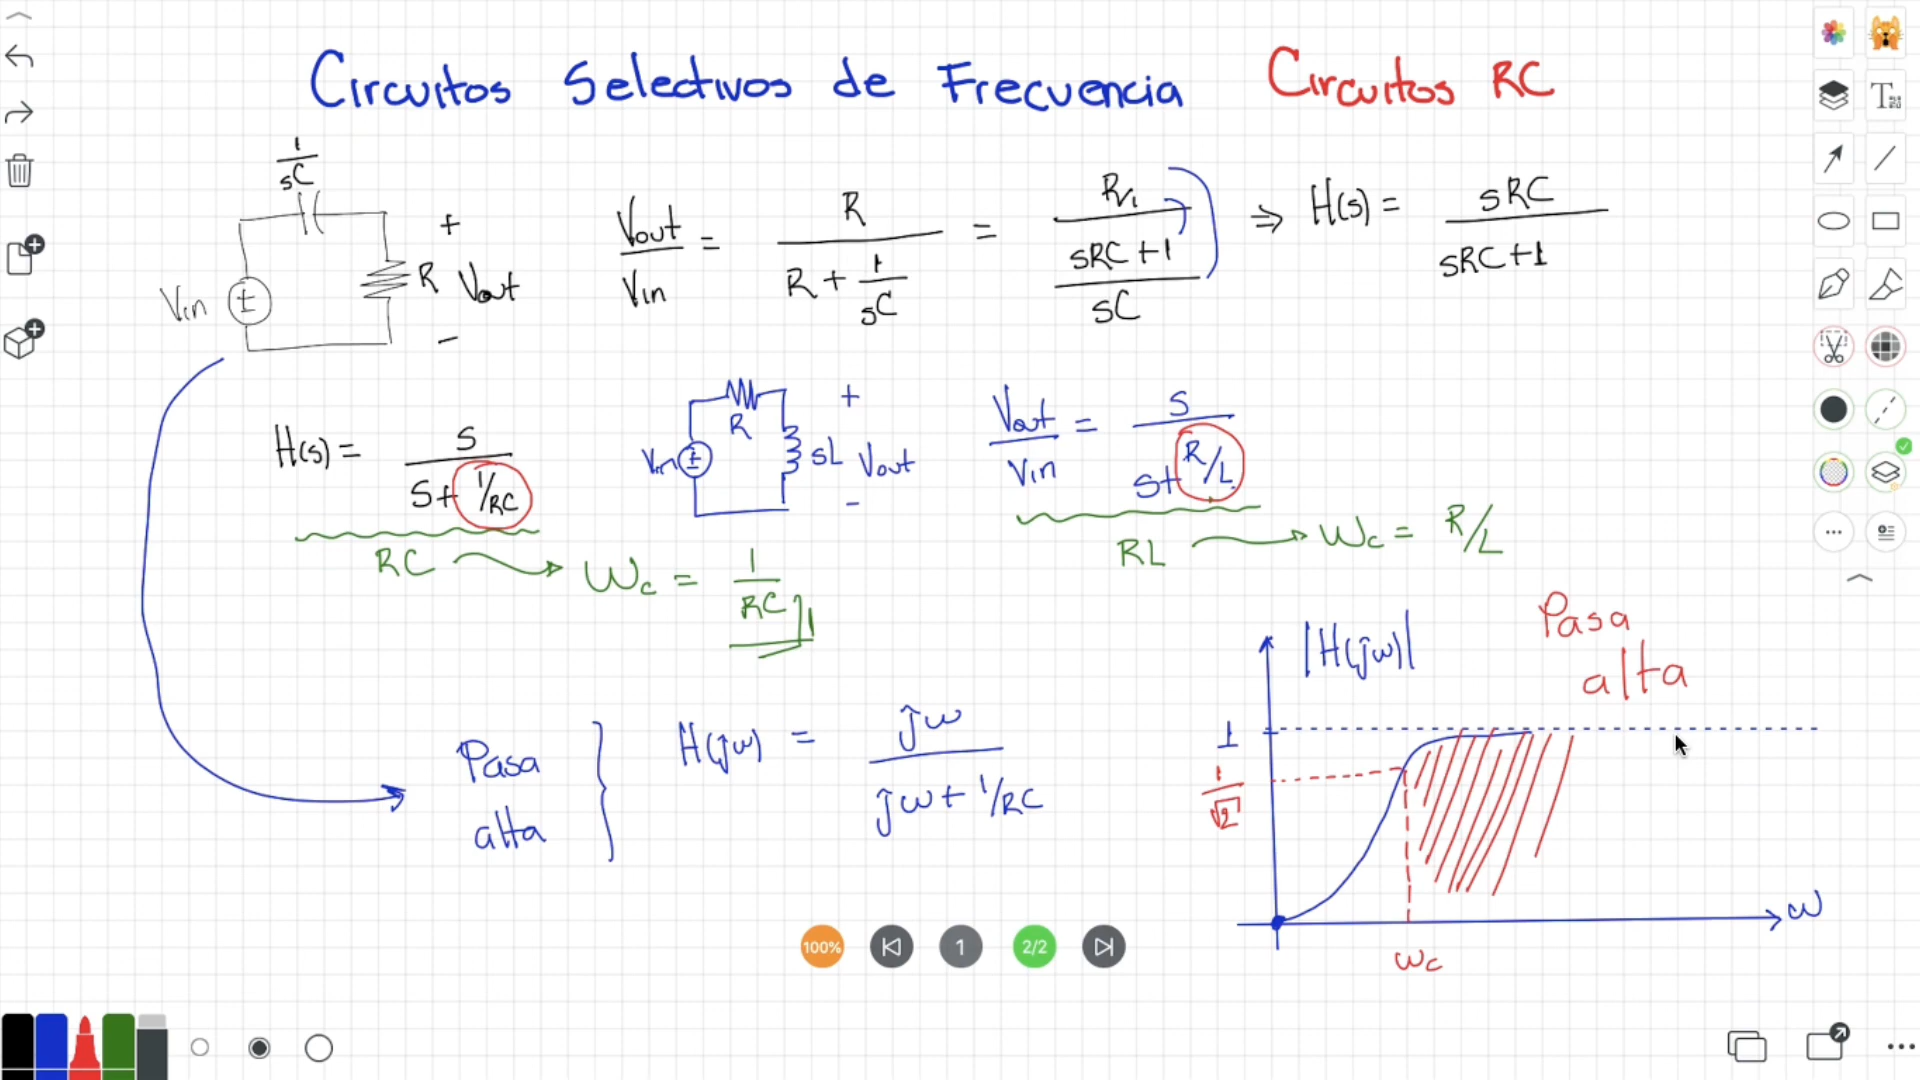 Circuitos Selectivos de Frecuencia Circuitos RC
1/sC
Vin ± R Vout + -
Vout/Vin = R/(R + 1/sC) = (R/1)/((sRC+1)/sC) ⇒ H(s) = sRC/(sRC+1)
H(s) = s/(s + 1/RC)
RC → Wc = 1/RC
Vin ± R sL Vout + -
Vout/Vin = s/(s + R/L)
RL → Wc = R/L
Pasa
alta
H(jω) = jω/(jω + 1/RC)
|H(jω)|
Pasa
alta
1
1/√2
ω
ωc
100% 1 2/2